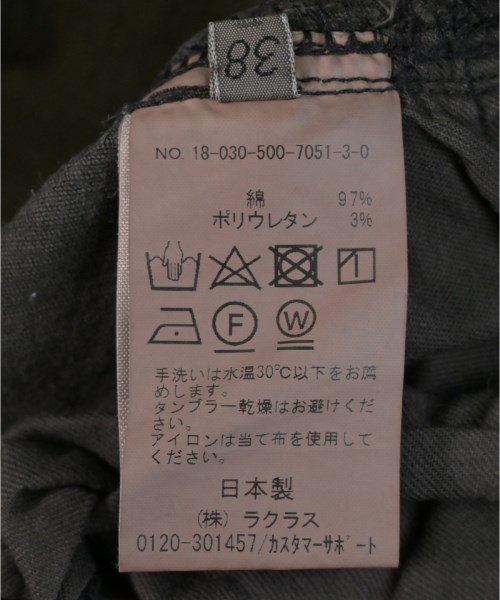 38
NO. 18-030-500-7051-3-0
綿 97%
ポリウレタン 3%
F W
手洗いは水温30℃以下をお薦
めします。
タンブラー乾燥はお避けくだ
さい。
アイロンは当て布を使用して
ください。
日本製
(株) ラクラス
0120-301457/カスタマーサポート